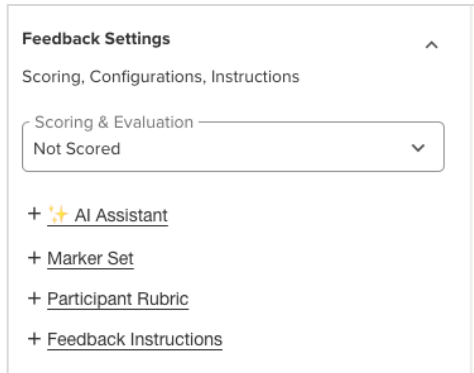 Feedback Settings
Scoring, Configurations, Instructions
Scoring & Evaluation
Not Scored
+ ✨ AI Assistant
+ Marker Set
+ Participant Rubric
+ Feedback Instructions